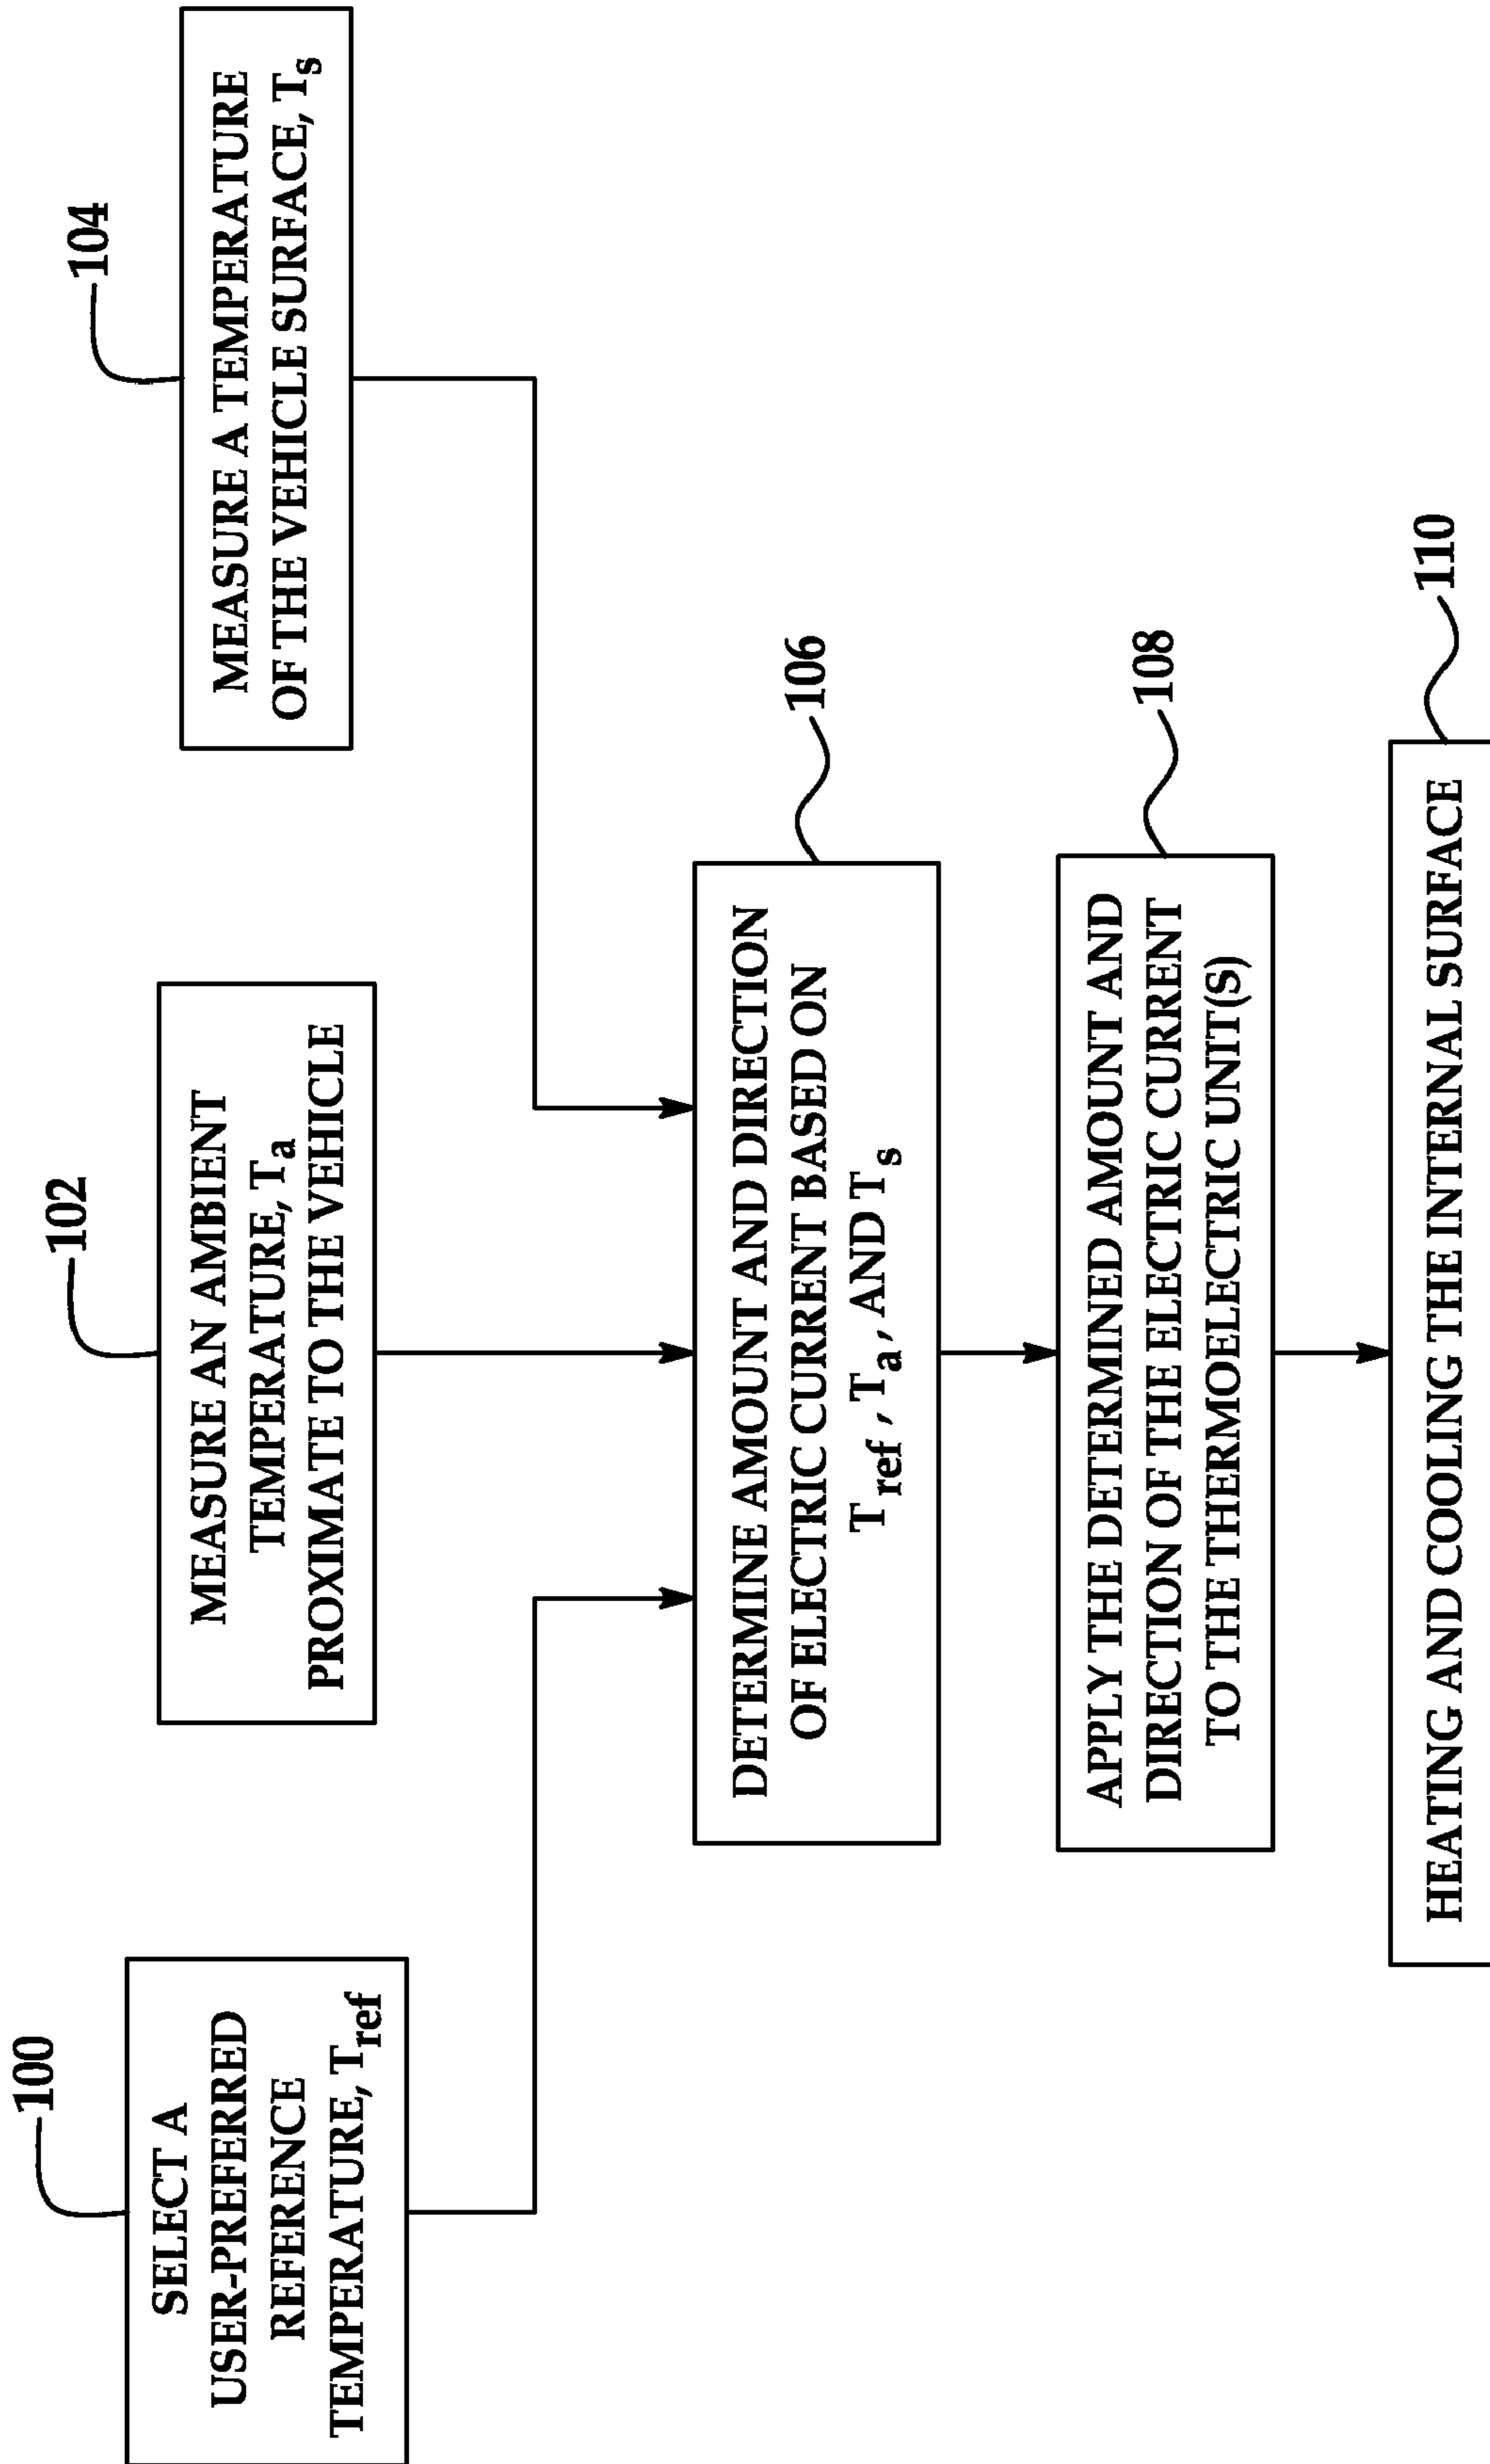 100
SELECT A
USER-PREFERRED
REFERENCE
TEMPERATURE, Tref
102
MEASURE AN AMBIENT
TEMPERATURE, Ta
PROXIMATE TO THE VEHICLE
104
MEASURE A TEMPERATURE
OF THE VEHICLE SURFACE, Ts
106
DETERMINE AMOUNT AND DIRECTION
OF ELECTRIC CURRENT BASED ON
Tref , Ta , AND Ts
108
APPLY THE DETERMINED AMOUNT AND
DIRECTION OF THE ELECTRIC CURRENT
TO THE THERMOELECTRIC UNIT(S)
110
HEATING AND COOLING THE INTERNAL SURFACE